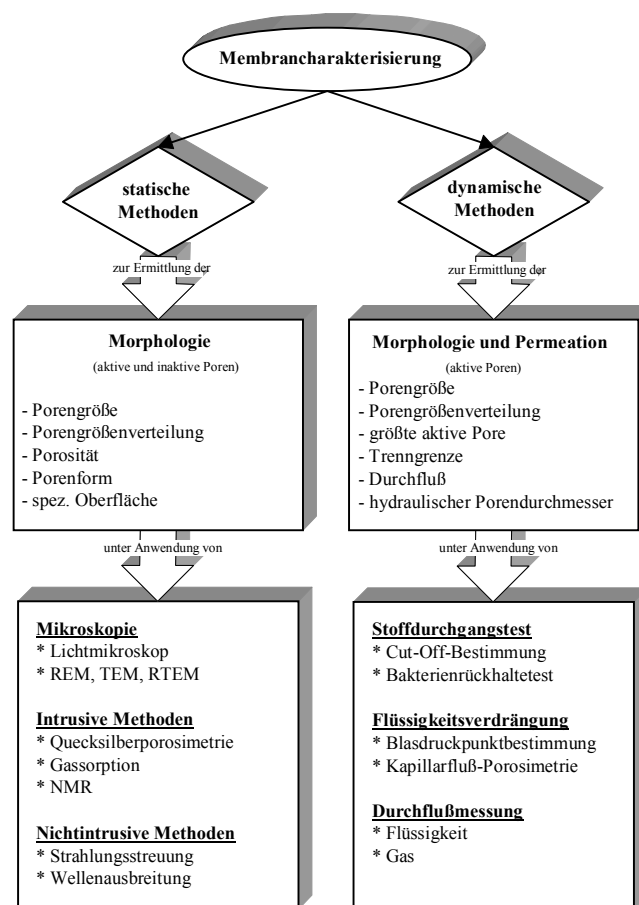 Membrancharakterisierung
statische
Methoden
zur Ermittlung der
Morphologie
(aktive und inaktive Poren)
- Porengröße
- Porengrößenverteilung
- Porosität
- Porenform
- spez. Oberfläche
unter Anwendung von
Mikroskopie
* Lichtmikroskop
* REM, TEM, RTEM
Intrusive Methoden
* Quecksilberporosimetrie
* Gassorption
* NMR
Nichtintrusive Methoden
* Strahlungsstreuung
* Wellenausbreitung
dynamische
Methoden
zur Ermittlung der
Morphologie und Permeation
(aktive Poren)
- Porengröße
- Porengrößenverteilung
- größte aktive Pore
- Trenngrenze
- Durchfluß
- hydraulischer Porendurchmesser
unter Anwendung von
Stoffdurchgangstest
* Cut-Off-Bestimmung
* Bakterienrückhaltetest
Flüssigkeitsverdrängung
* Blasdruckpunktbestimmung
* Kapillarfluß-Porosimetrie
Durchflußmessung
* Flüssigkeit
* Gas